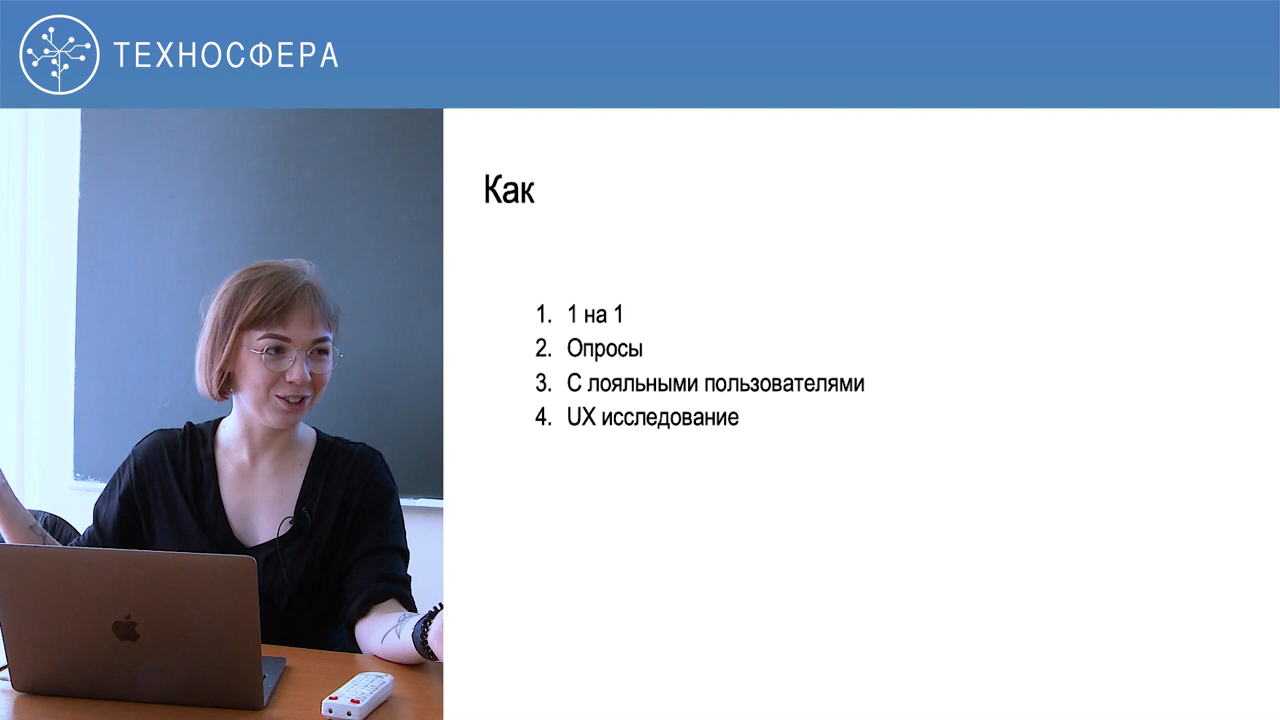 ТЕХНОСФЕРА
Как
1. 1 на 1
2. Опросы
3. С лояльными пользователями
4. UX исследование